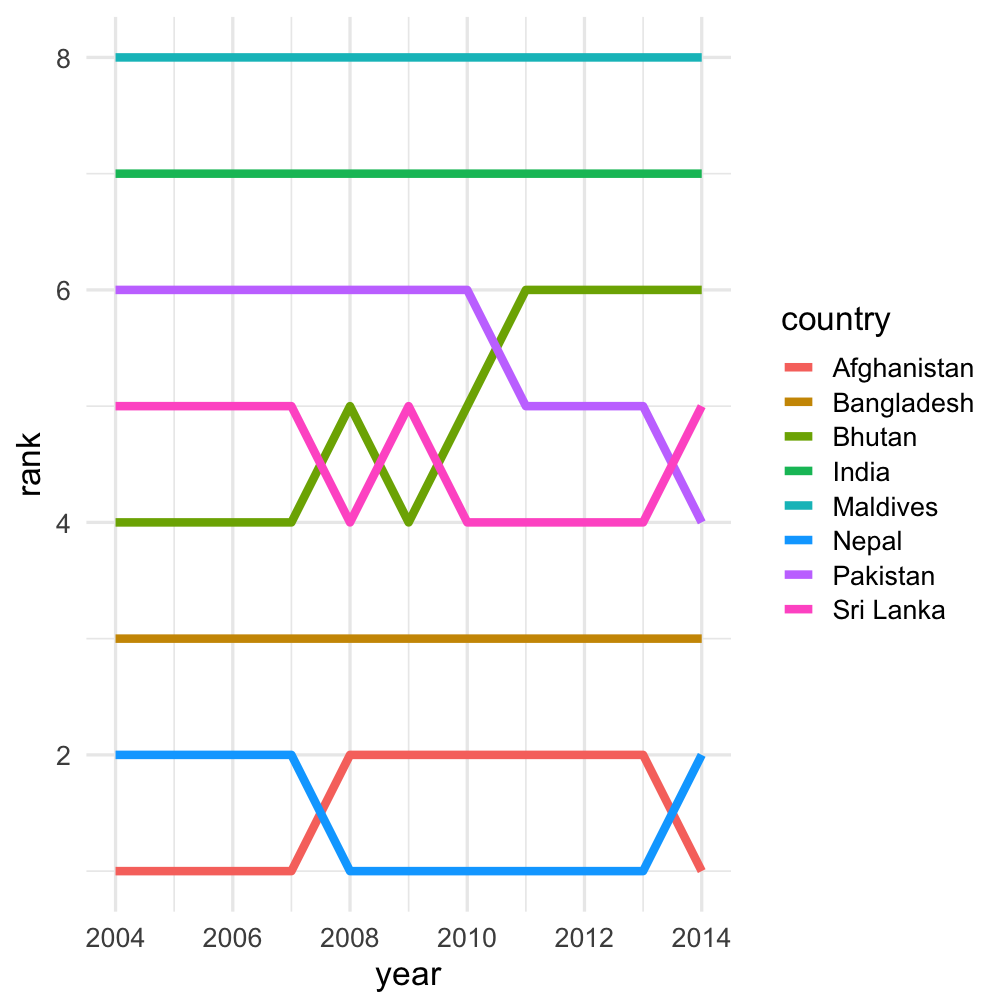 8
6
4
2
rank
2004 2006 2008 2010 2012 2014
year
country
Afghanistan
Bangladesh
Bhutan
India
Maldives
Nepal
Pakistan
Sri Lanka